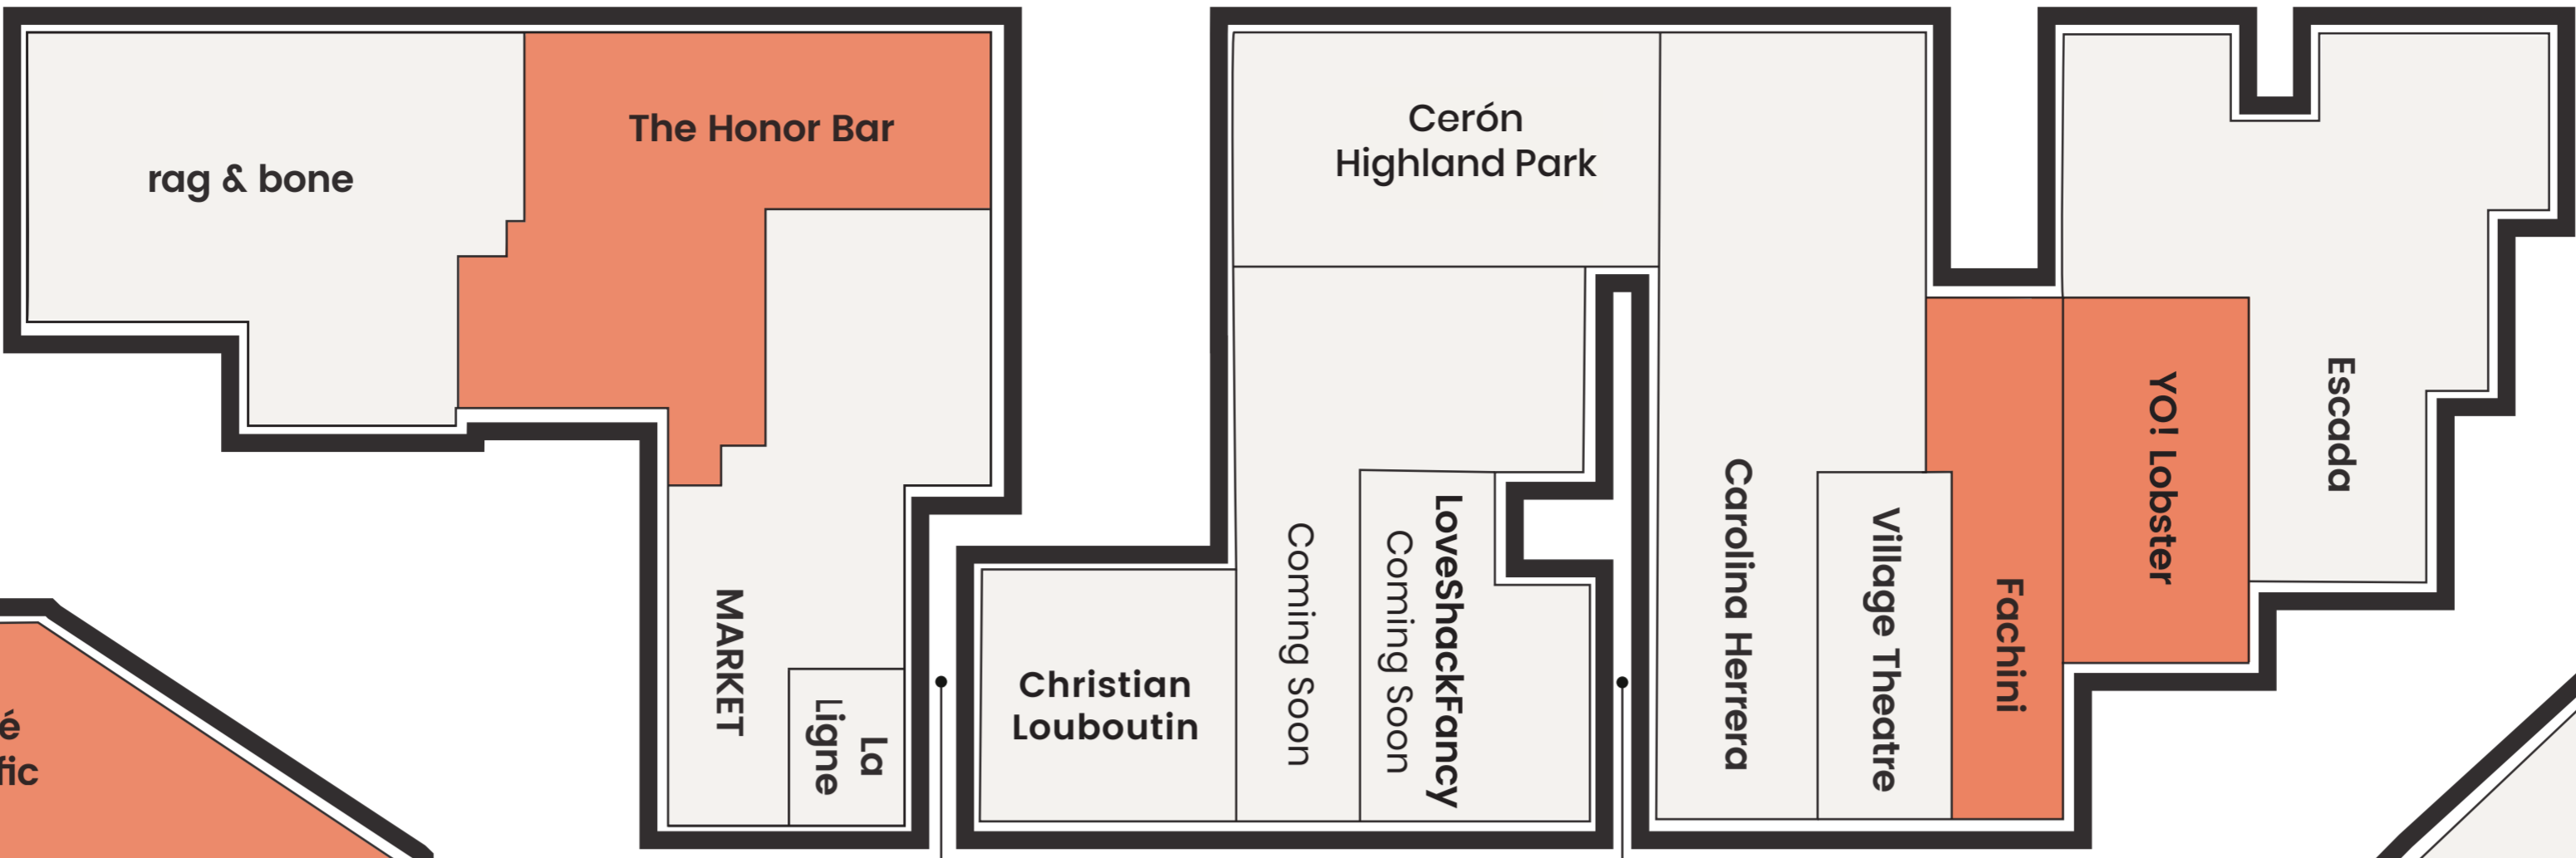 rag & bone
The Honor Bar
MARKET
La
Ligne
Christian
Louboutin
Cerón
Highland Park
Coming Soon
LoveShackFancy
Coming Soon
Carolina Herrera
Village Theatre
Fachini
YO! Lobster
Escada